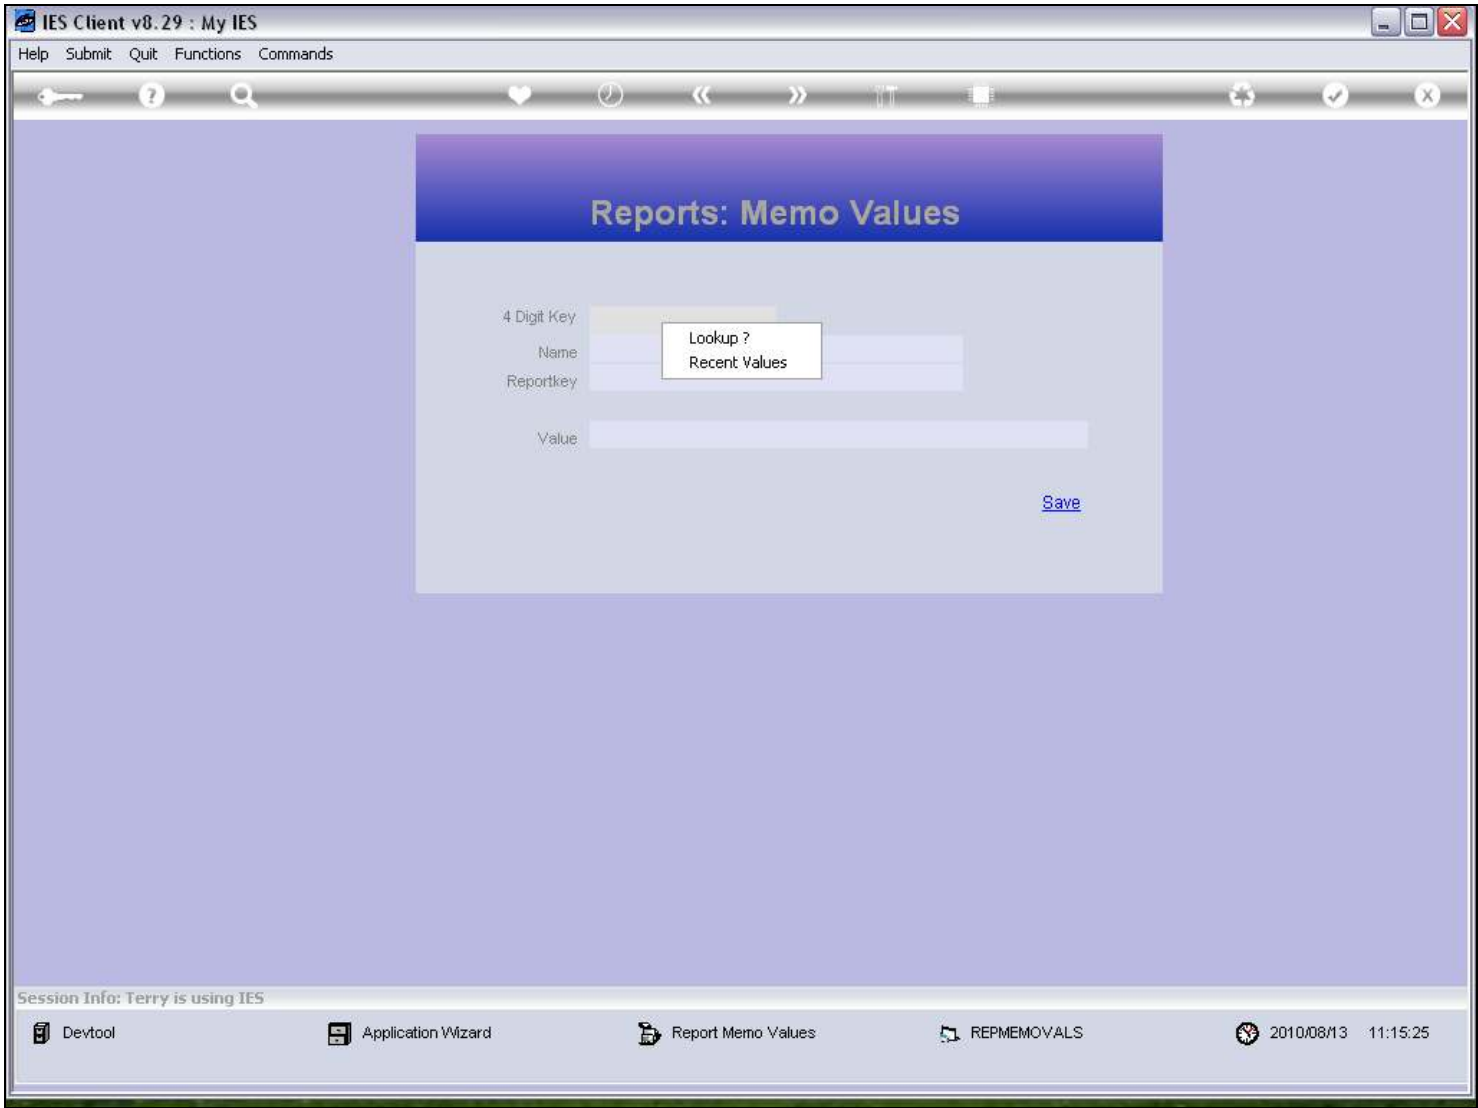 IES Client v8.29 : My IES
Help Submit Quit Functions Commands
Reports: Memo Values
4 Digit Key
Lookup ?
Name
Recent Values
Reportkey
Value
Save
Session Info: Terry is using IES
Devtool Application Wizard Report Memo Values REPMEMOVALS 2010/08/13 11:15:25